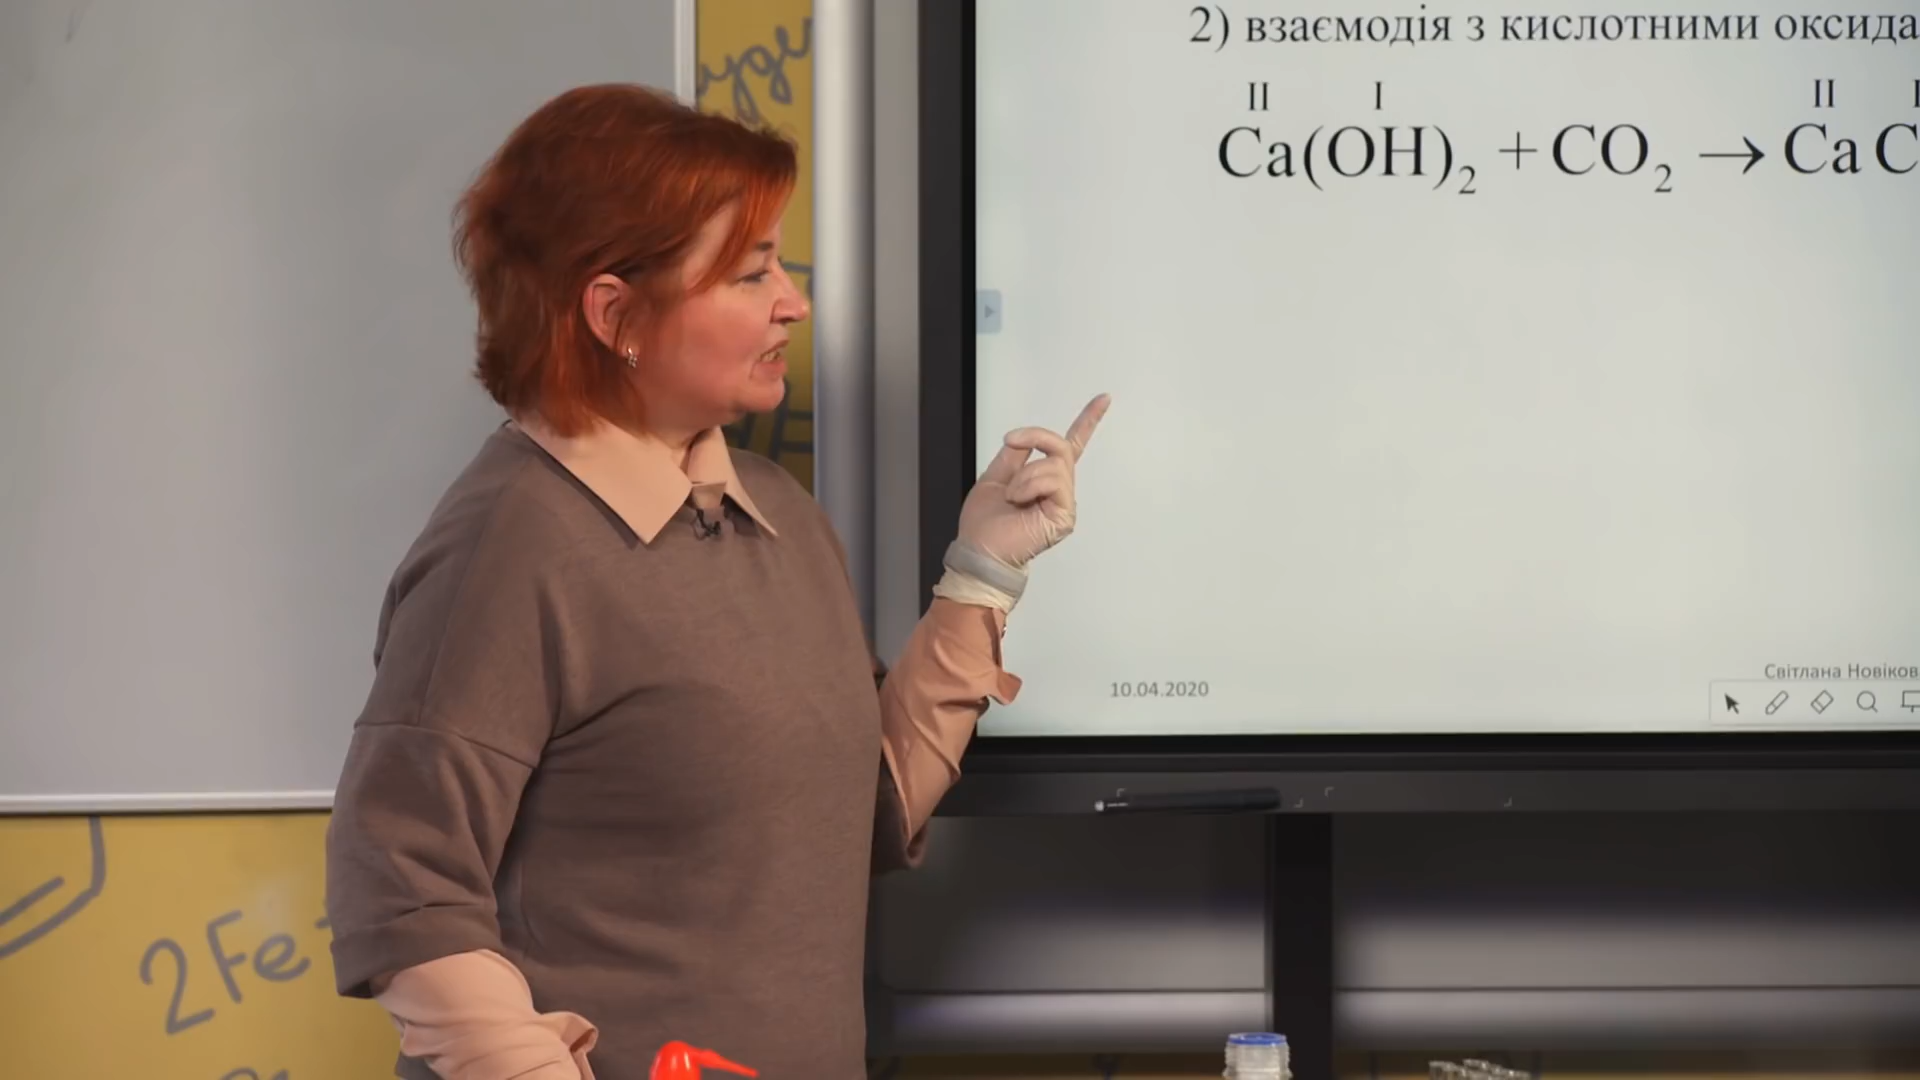 2) взаємодія з кислотними оксида
II I II I
Ca(OH)₂ + CO₂ → Ca C
10.04.2020
Світлана Новіков
2Fe